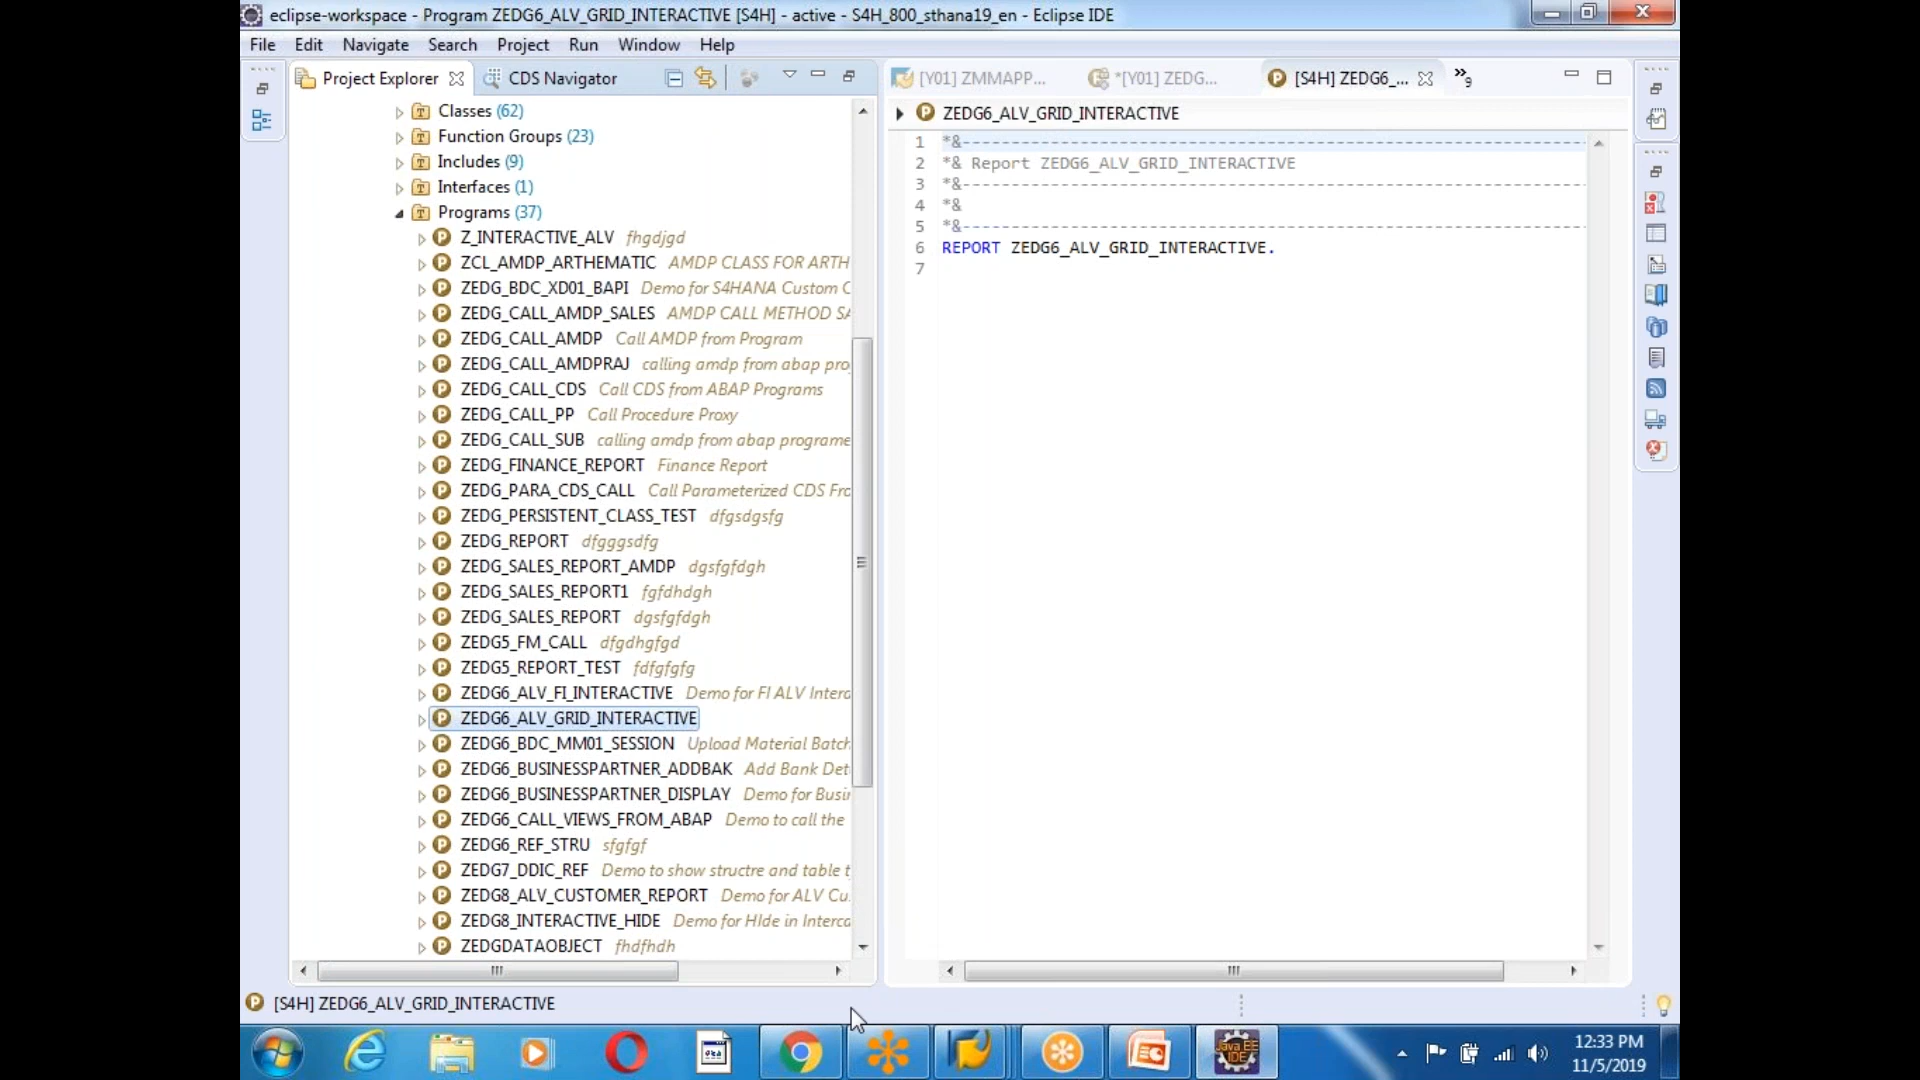 eclipse-workspace - Program ZEDG6_ALV_GRID_INTERACTIVE [S4H] - active - S4H_800_sthana19_en - Eclipse IDE
File Edit Navigate Search Project Run Window Help
Project Explorer CDS Navigator
[Y01] ZMMAPP... *[Y01] ZEDG... [S4H] ZEDG6_... »9
Classes (62)
Function Groups (23)
Includes (9)
Interfaces (1)
Programs (37)
Z_INTERACTIVE_ALV fhgdjgd
ZCL_AMDP_ARTHEMATIC AMDP CLASS FOR ARTH
ZEDG_BDC_XD01_BAPI Demo for S4HANA Custom C
ZEDG_CALL_AMDP_SALES AMDP CALL METHOD SA
ZEDG_CALL_AMDP Call AMDP from Program
ZEDG_CALL_AMDPRAJ calling amdp from abap pro
ZEDG_CALL_CDS Call CDS from ABAP Programs
ZEDG_CALL_PP Call Procedure Proxy
ZEDG_CALL_SUB calling amdp from abap programe
ZEDG_FINANCE_REPORT Finance Report
ZEDG_PARA_CDS_CALL Call Parameterized CDS Fro
ZEDG_PERSISTENT_CLASS_TEST dfgsdgsfg
ZEDG_REPORT dfgggsdfg
ZEDG_SALES_REPORT_AMDP dgsfgfdgh
ZEDG_SALES_REPORT1 fgfdhdgh
ZEDG_SALES_REPORT dgsfgfdgh
ZEDG5_FM_CALL dfgdhgfgd
ZEDG5_REPORT_TEST fdfgfgfg
ZEDG6_ALV_FI_INTERACTIVE Demo for FI ALV Intera
ZEDG6_ALV_GRID_INTERACTIVE
ZEDG6_BDC_MM01_SESSION Upload Material Batch
ZEDG6_BUSINESSPARTNER_ADDBAK Add Bank Det
ZEDG6_BUSINESSPARTNER_DISPLAY Demo for Busin
ZEDG6_CALL_VIEWS_FROM_ABAP Demo to call the
ZEDG6_REF_STRU sfgfgf
ZEDG7_DDIC_REF Demo to show structre and table t
ZEDG8_ALV_CUSTOMER_REPORT Demo for ALV Cu
ZEDG8_INTERACTIVE_HIDE Demo for HIde in Interca
ZEDGDATAOBJECT fhdfhdh
ZEDG6_ALV_GRID_INTERACTIVE
1 *&---------------------------------------------------------------------
2 *& Report ZEDG6_ALV_GRID_INTERACTIVE
3 *&---------------------------------------------------------------------
4 *&
5 *&---------------------------------------------------------------------
6 REPORT ZEDG6_ALV_GRID_INTERACTIVE.
7
[S4H] ZEDG6_ALV_GRID_INTERACTIVE
Java EE
IDE
12:33 PM
11/5/2019